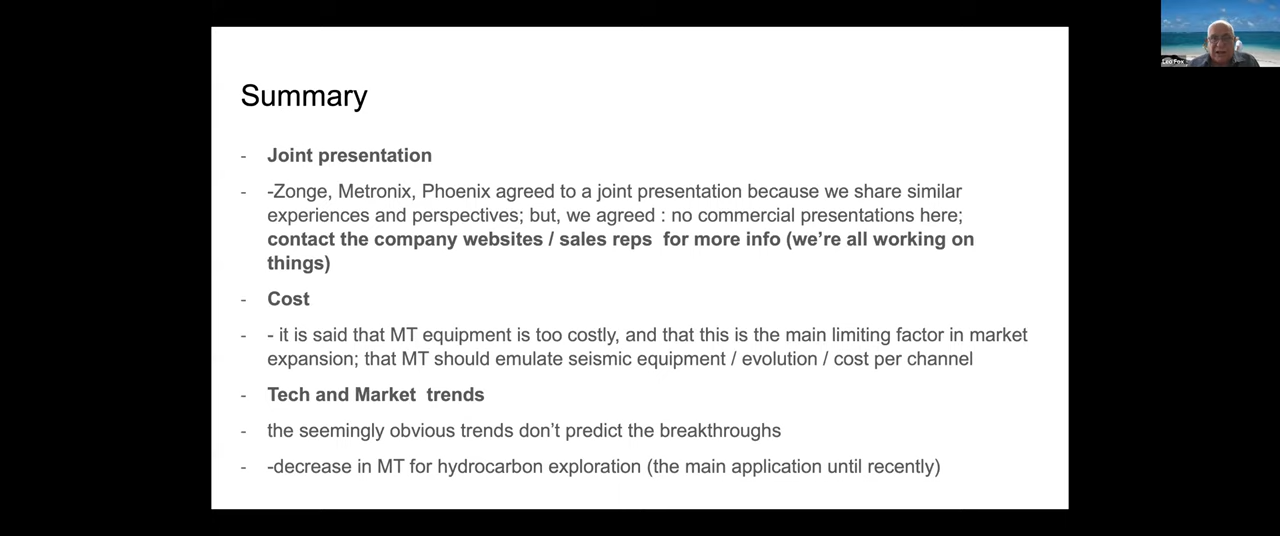 Leo Fox
Summary
- Joint presentation
- -Zonge, Metronix, Phoenix agreed to a joint presentation because we share similar
experiences and perspectives; but, we agreed : no commercial presentations here;
contact the company websites / sales reps  for more info (we’re all working on
things)
- Cost
- - it is said that MT equipment is too costly, and that this is the main limiting factor in market
expansion; that MT should emulate seismic equipment / evolution / cost per channel
- Tech and Market  trends
- the seemingly obvious trends don’t predict the breakthroughs
- -decrease in MT for hydrocarbon exploration (the main application until recently)